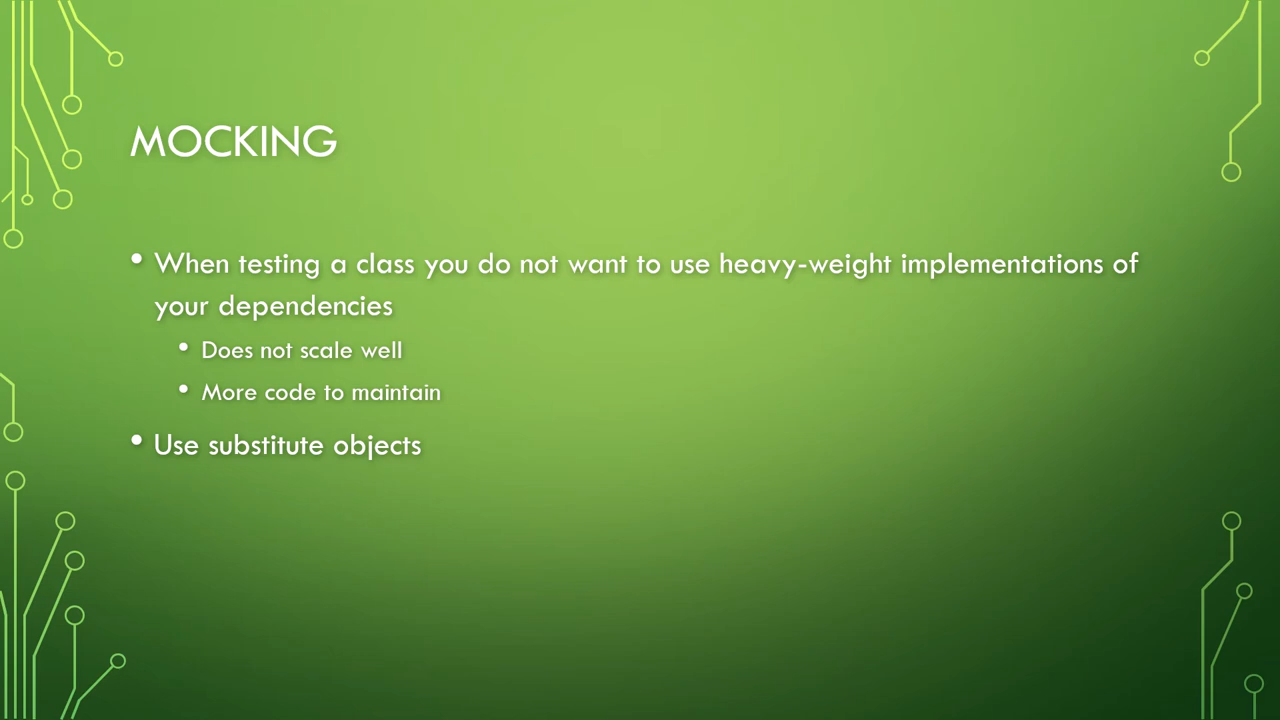 MOCKING
• When testing a class you do not want to use heavy-weight implementations of
your dependencies
• Does not scale well
• More code to maintain
• Use substitute objects